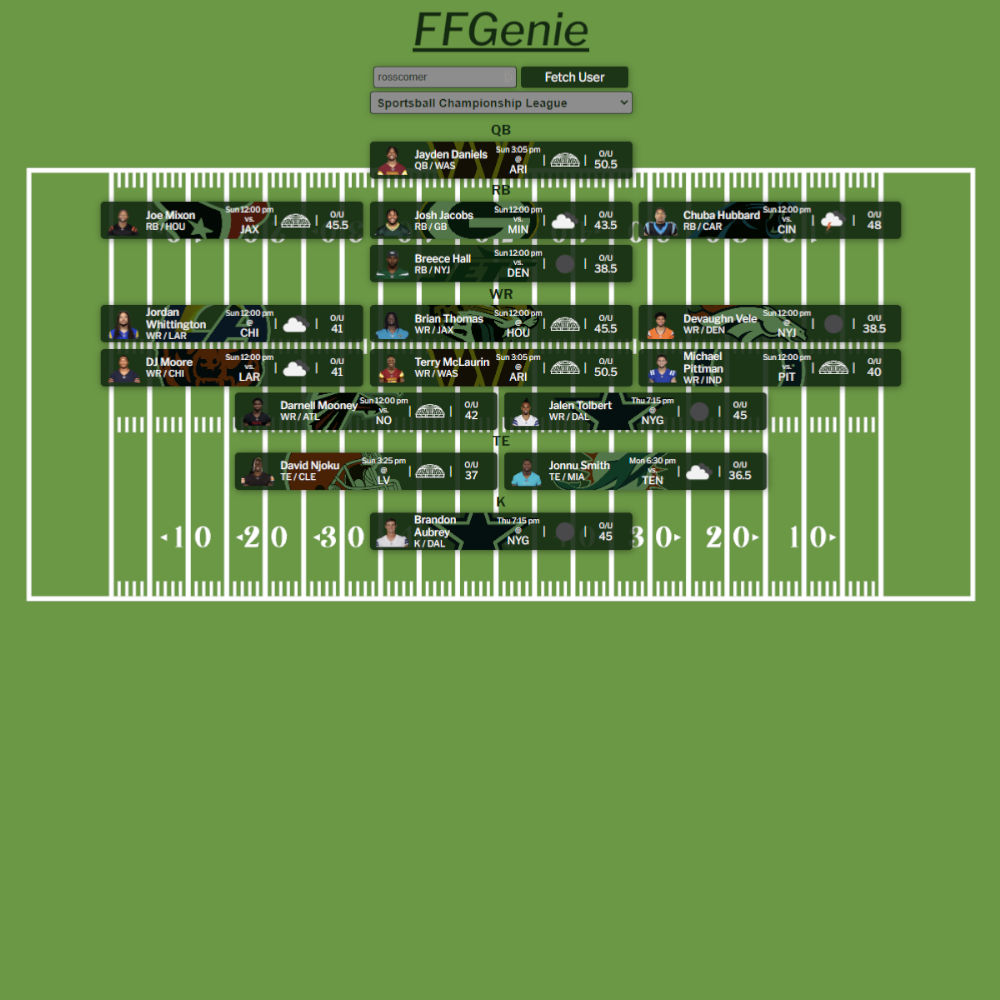 FFGenie
rosscomer
Fetch User
Sportsball Championship League
QB
Jayden Daniels
QB / WAS
Sun 3:05 pm
@
ARI
O/U
50.5
RB
Joe Mixon
RB / HOU
Sun 12:00 pm
vs.
JAX
O/U
45.5
Josh Jacobs
RB / GB
Sun 12:00 pm
vs.
MIN
O/U
43.5
Chuba Hubbard
RB / CAR
Sun 12:00 pm
vs.
CIN
O/U
48
Breece Hall
RB / NYJ
Sun 12:00 pm
vs.
DEN
O/U
38.5
WR
Jordan
Whittington
WR / LAR
Sun 12:00 pm
@
CHI
O/U
41
Brian Thomas
WR / JAX
Sun 12:00 pm
@
HOU
O/U
45.5
Devaughn Vele
WR / DEN
Sun 12:00 pm
@
NYJ
O/U
38.5
DJ Moore
WR / CHI
Sun 12:00 pm
vs.
LAR
O/U
41
Terry McLaurin
WR / WAS
Sun 3:05 pm
@
ARI
O/U
50.5
Michael
Pittman
WR / IND
Sun 12:00 pm
vs.
PIT
O/U
40
Darnell Mooney
WR / ATL
Sun 12:00 pm
vs.
NO
O/U
42
Jalen Tolbert
WR / DAL
Thu 7:15 pm
@
NYG
O/U
45
TE
David Njoku
TE / CLE
Sun 3:25 pm
@
LV
O/U
37
Jonnu Smith
TE / MIA
Mon 6:30 pm
vs.
TEN
O/U
36.5
K
Brandon
Aubrey
K / DAL
Thu 7:15 pm
@
NYG
O/U
45
10 20 30 30 20 10